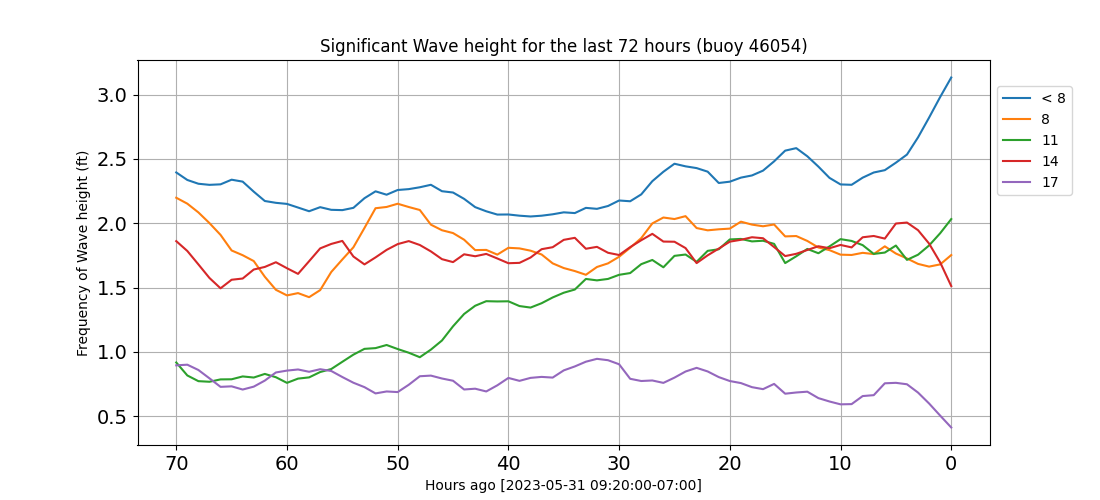 Significant Wave height for the last 72 hours (buoy 46054)
Frequency of Wave height (ft)
3.0
2.5
2.0
1.5
1.0
0.5
70 60 50 40 30 20 10 0
Hours ago [2023-05-31 09:20:00-07:00]
< 8
8
11
14
17